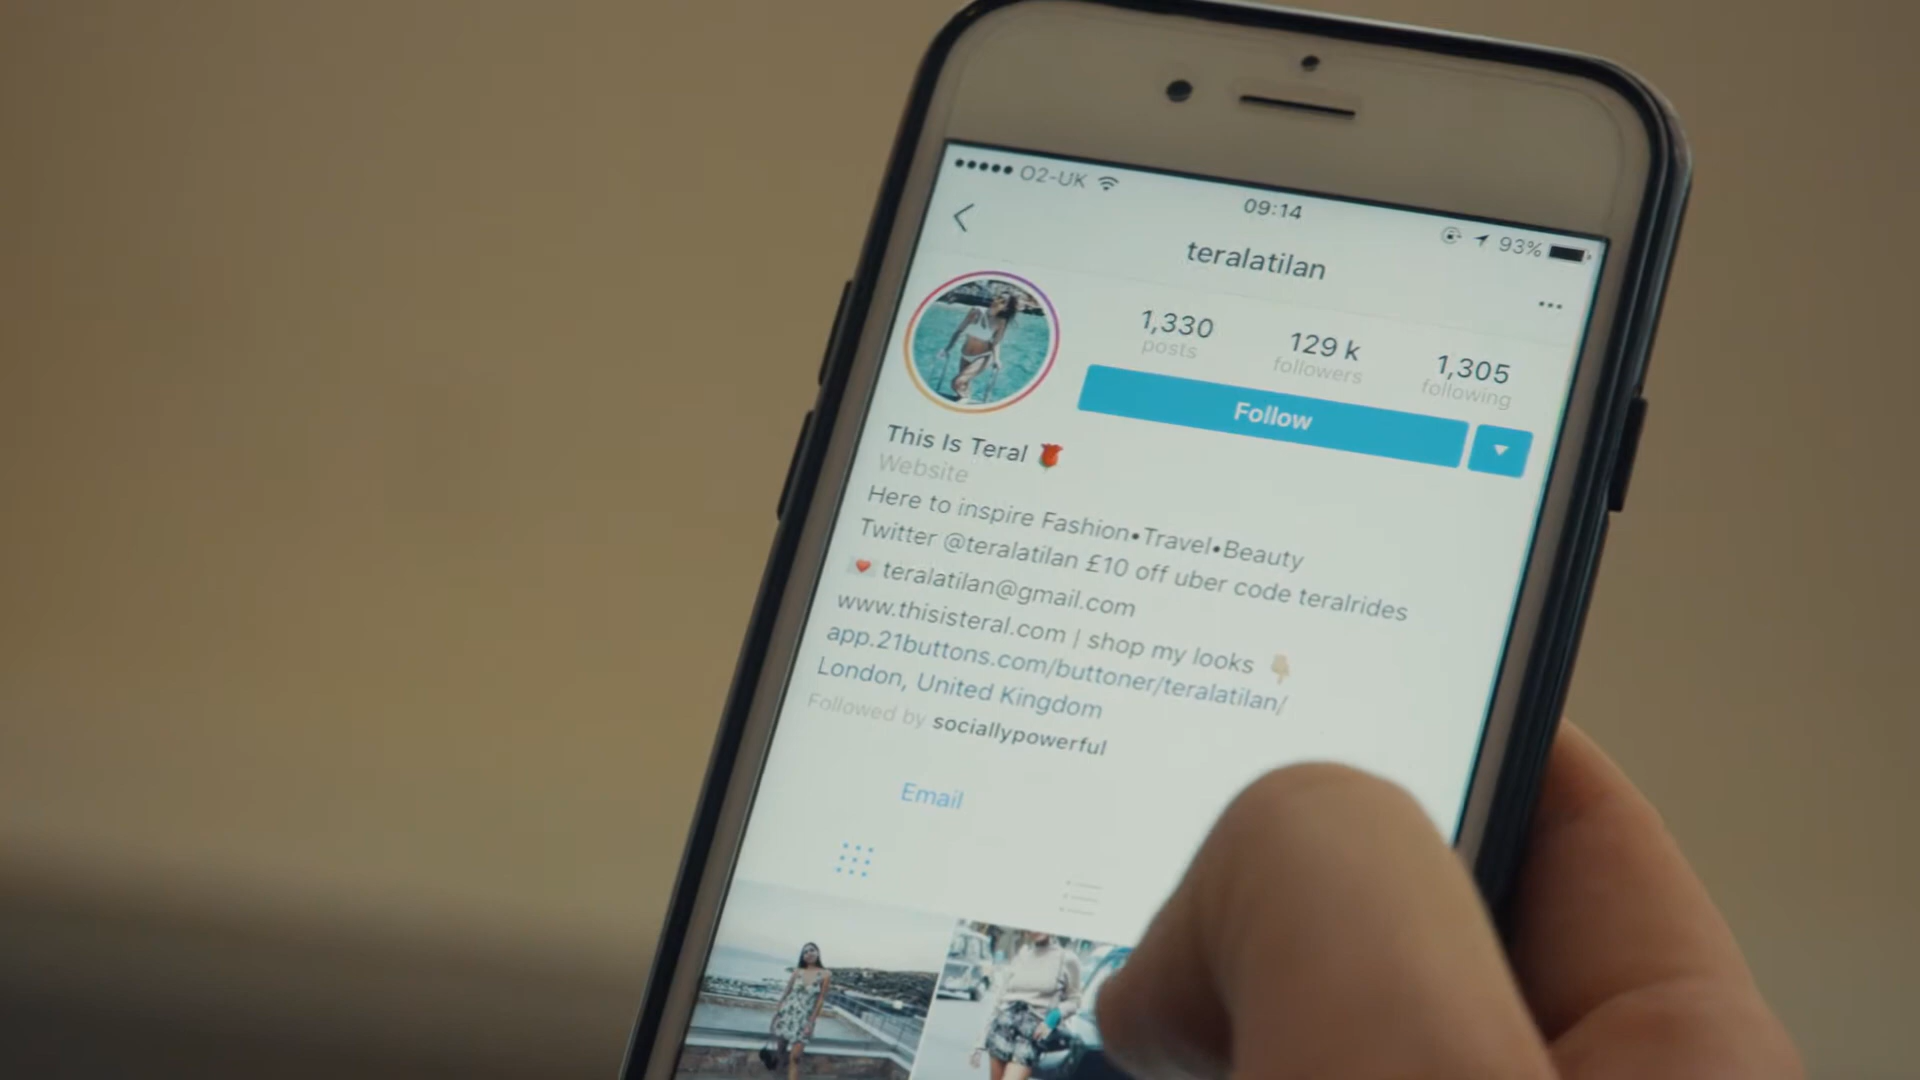 O2-UK 09:14 93%
teralatilan
1,330 129 k 1,305
posts followers following
Follow
This Is Teral
Website
Here to inspire Fashion•Travel•Beauty
Twitter @teralatilan £10 off uber code teralrides
teralatilan@gmail.com
www.thisisteral.com | shop my looks
app.21buttons.com/buttoner/teralatilan/
London, United Kingdom
Followed by sociallypowerful
Email